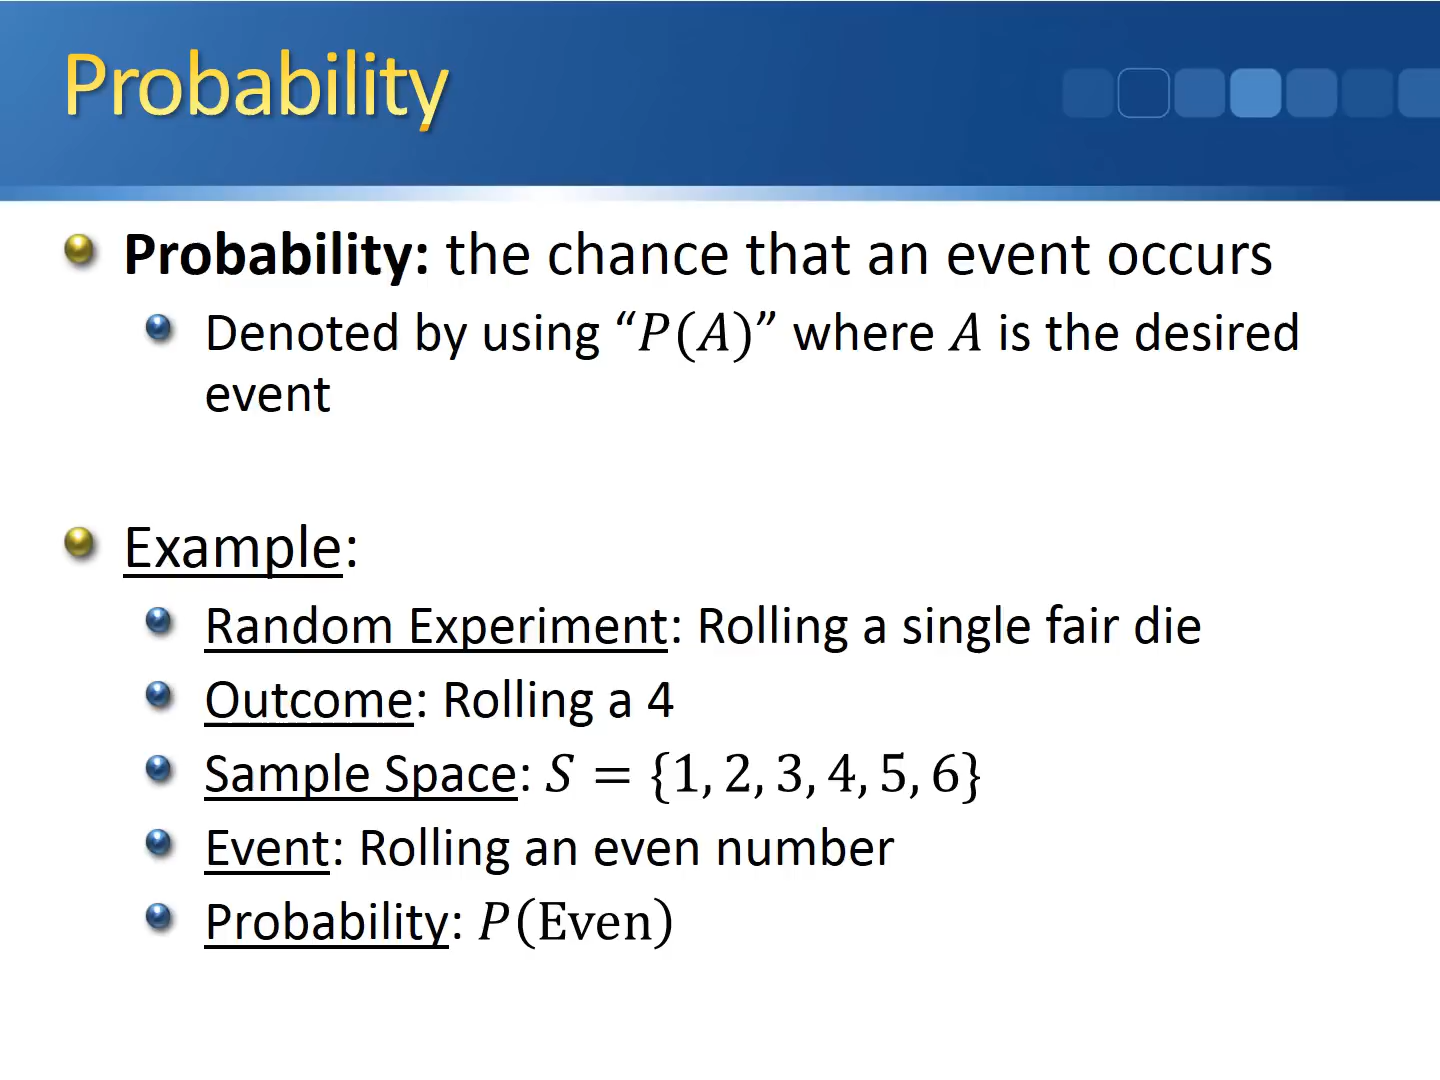 Probability
Probability: the chance that an event occurs
Denoted by using “P(A)” where A is the desired
event
Example:
Random Experiment: Rolling a single fair die
Outcome: Rolling a 4
Sample Space: S = {1, 2, 3, 4, 5, 6}
Event: Rolling an even number
Probability: P(Even)